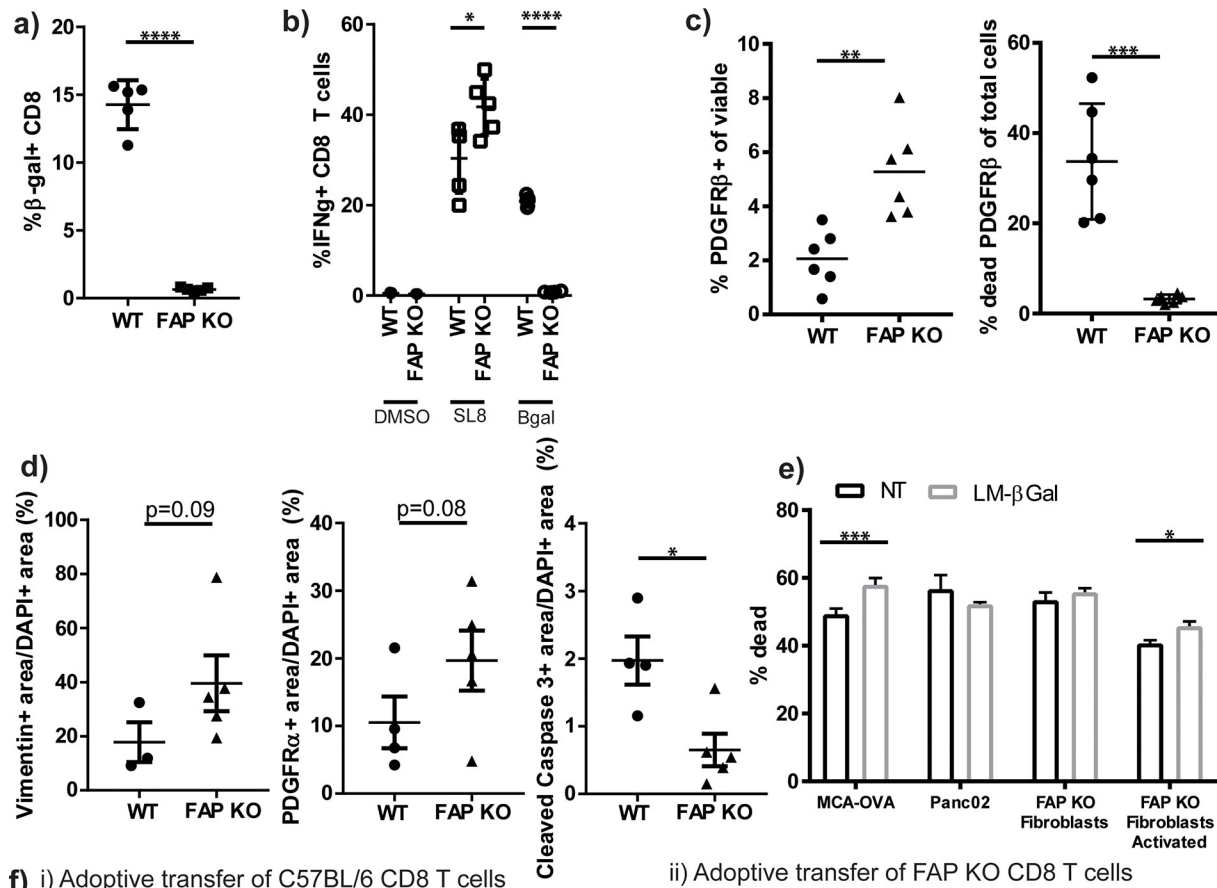 a)
%β-gal+ CD8
20
15
10
5
0
****
WT FAP KO
b)
%IFNg+ CD8 T cells
60
40
20
0
*
****
WT
FAP KO
WT
FAP KO
WT
FAP KO
DMSO SL8 Bgal
c)
% PDGFRβ+ of viable
10
8
6
4
2
0
**
WT FAP KO
% dead PDGFRβ of total cells
60
40
20
0
***
WT FAP KO
d)
Vimentin+ area/DAPI+ area (%)
100
80
60
40
20
0
p=0.09
WT FAP KO
PDGFRα+ area/DAPI+ area (%)
40
30
20
10
0
p=0.08
WT FAP KO
Cleaved Caspase 3+ area/DAPI+ area (%)
4
3
2
1
0
*
WT FAP KO
e)
NT LM-βGal
% dead
80
60
40
20
0
***
*
MCA-OVA Panc02 FAP KO FAP KO
Fibroblasts Fibroblasts
Activated
f) i) Adoptive transfer of C57BL/6 CD8 T cells
ii) Adoptive transfer of FAP KO CD8 T cells